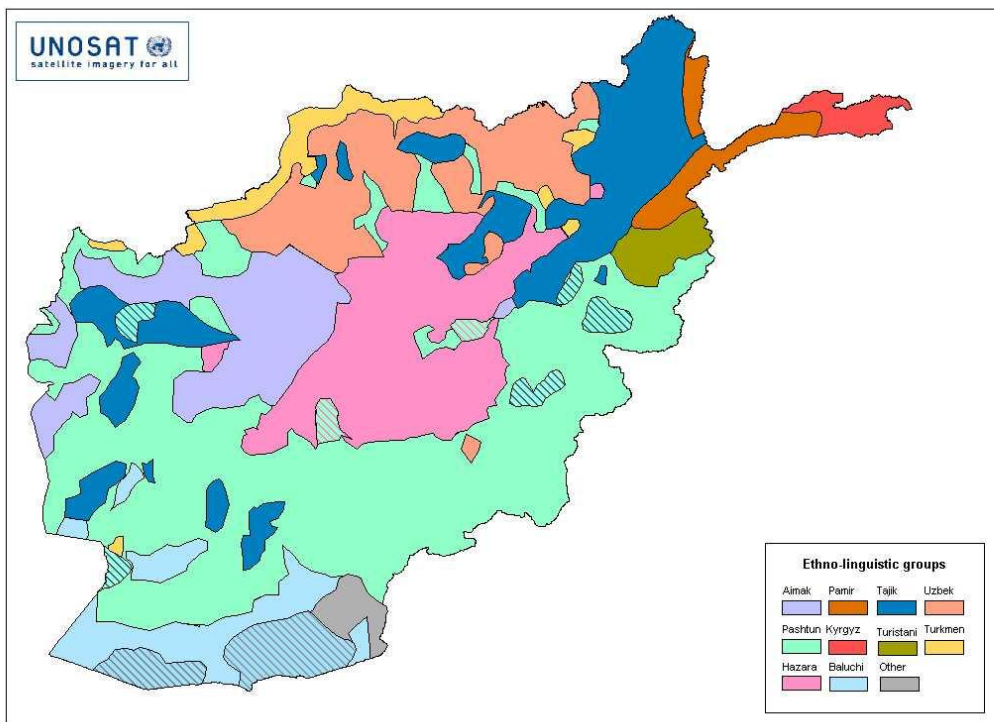 UNOSAT
satellite imagery for all
Ethno-linguistic groups
Aimak Pamir Tajik Uzbek
Pashtun Kyrgyz Turistani Turkmen
Hazara Baluchi Other